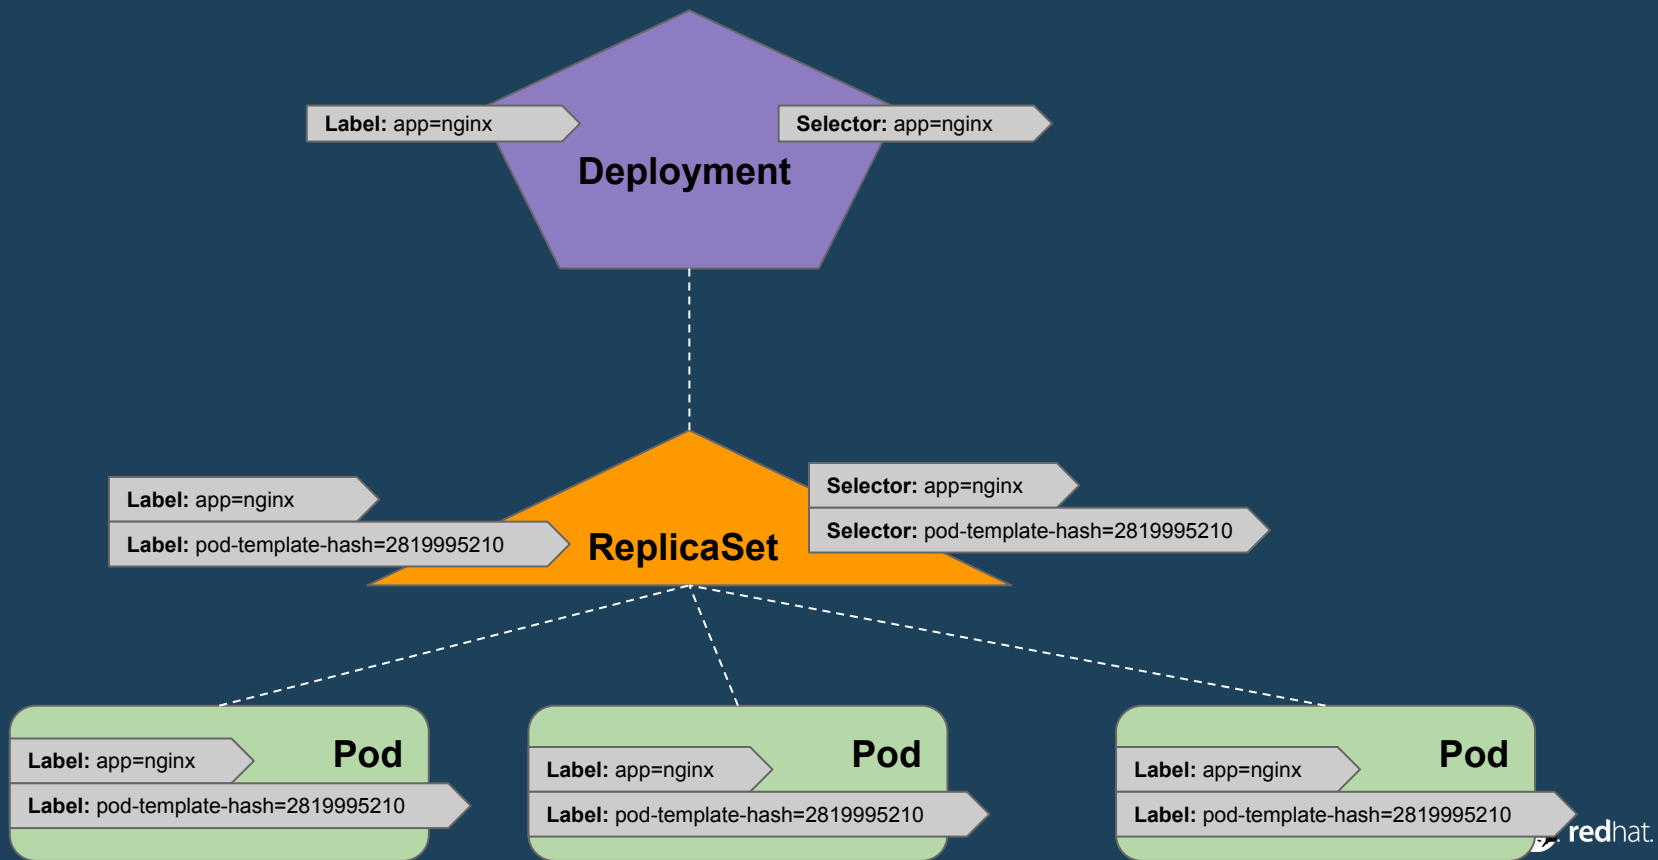 Label: app=nginx
Selector: app=nginx
Deployment
Label: app=nginx
Selector: app=nginx
Label: pod-template-hash=2819995210
Selector: pod-template-hash=2819995210
ReplicaSet
Label: app=nginx
Pod
Label: pod-template-hash=2819995210
Label: app=nginx
Pod
Label: pod-template-hash=2819995210
Label: app=nginx
Pod
Label: pod-template-hash=2819995210
redhat.